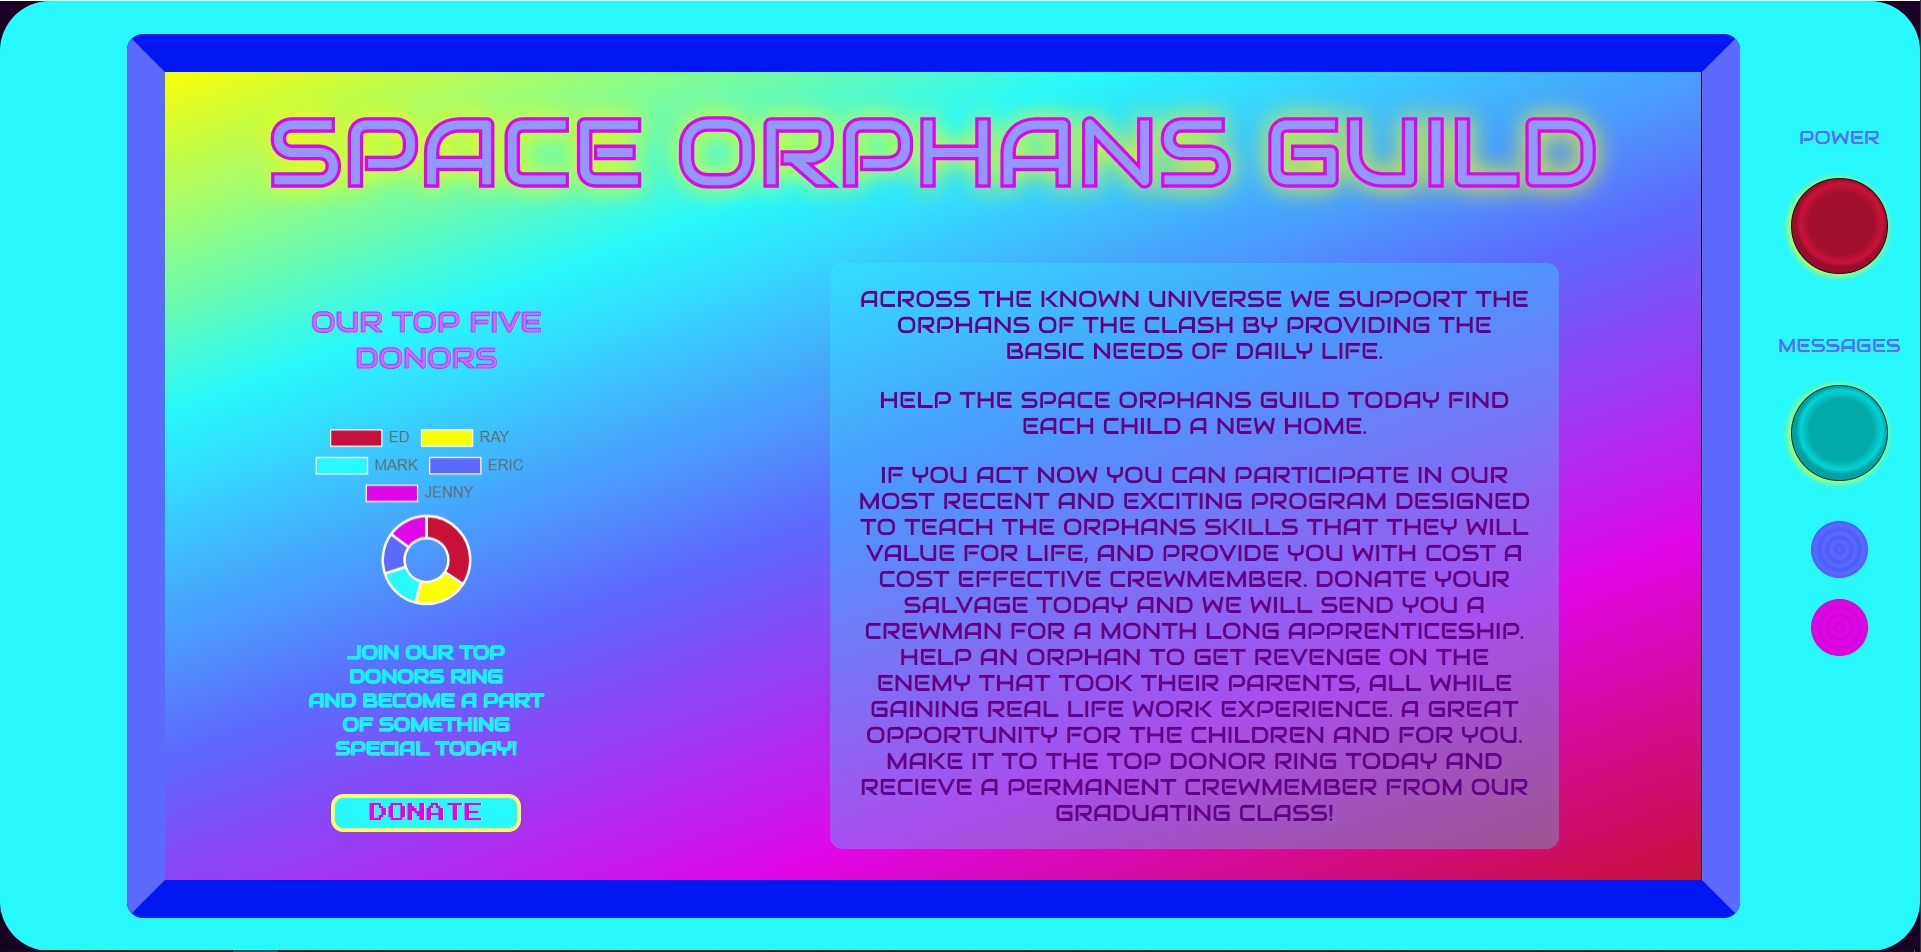 SPACE ORPHANS GUILD
OUR TOP FIVE
DONORS
ED RAY
MARK ERIC
JENNY
JOIN OUR TOP
DONORS RING
AND BECOME A PART
OF SOMETHING
SPECIAL TODAY!
DONATE
ACROSS THE KNOWN UNIVERSE WE SUPPORT THE
ORPHANS OF THE CLASH BY PROVIDING THE
BASIC NEEDS OF DAILY LIFE.
HELP THE SPACE ORPHANS GUILD TODAY FIND
EACH CHILD A NEW HOME.
IF YOU ACT NOW YOU CAN PARTICIPATE IN OUR
MOST RECENT AND EXCITING PROGRAM DESIGNED
TO TEACH THE ORPHANS SKILLS THAT THEY WILL
VALUE FOR LIFE, AND PROVIDE YOU WITH COST A
COST EFFECTIVE CREWMEMBER. DONATE YOUR
SALVAGE TODAY AND WE WILL SEND YOU A
CREWMAN FOR A MONTH LONG APPRENTICESHIP.
HELP AN ORPHAN TO GET REVENGE ON THE
ENEMY THAT TOOK THEIR PARENTS, ALL WHILE
GAINING REAL LIFE WORK EXPERIENCE. A GREAT
OPPORTUNITY FOR THE CHILDREN AND FOR YOU.
MAKE IT TO THE TOP DONOR RING TODAY AND
RECIEVE A PERMANENT CREWMEMBER FROM OUR
GRADUATING CLASS!
POWER
MESSAGES